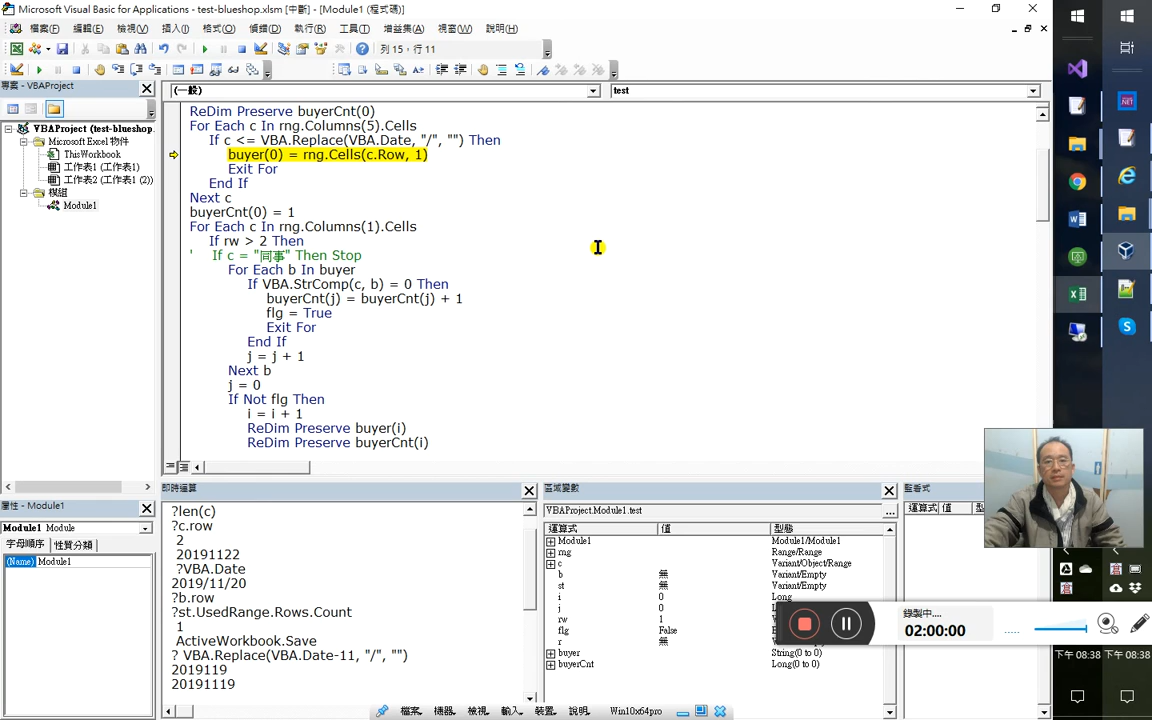 Microsoft Visual Basic for Applications - test-blueshop.xlsm [中斷] - [Module1 (程式碼)]
檔案(F) 編輯(E) 檢視(V) 插入(I) 格式(O) 偵錯(D) 執行(R) 工具(T) 增益集(A) 視窗(W) 說明(H)
列 15，行 11
專案 - VBAProject
VBAProject (test-blueshop.
Microsoft Excel 物件
ThisWorkbook
工作表1 (工作表1)
工作表2 (工作表1 (2))
模組
Module1
(一般)
test
ReDim Preserve buyerCnt(0)
For Each c In rng.Columns(5).Cells
If c <= VBA.Replace(VBA.Date, "/", "") Then
buyer(0) = rng.Cells(c.Row, 1)
Exit For
End If
Next c
buyerCnt(0) = 1
For Each c In rng.Columns(1).Cells
If rw > 2 Then
' If c = "同事" Then Stop
For Each b In buyer
If VBA.StrComp(c, b) = 0 Then
buyerCnt(j) = buyerCnt(j) + 1
flg = True
Exit For
End If
j = j + 1
Next b
j = 0
If Not flg Then
i = i + 1
ReDim Preserve buyer(i)
ReDim Preserve buyerCnt(i)
屬性 - Module1
Module1 Module
字母順序 性質分類
(Name) Module1
即時運算
?len(c)
?c.row
2
20191122
?VBA.Date
2019/11/20
?b.row
?st.UsedRange.Rows.Count
1
ActiveWorkbook.Save
? VBA.Replace(VBA.Date-11, "/", "")
2019119
20191119
區域變數
VBAProject.Module1.test
...
運算式 值 型態
Module1 Module1/Module1
rng Range/Range
c Variant/Object/Range
b 無 Variant/Empty
st 無 Variant/Empty
i 0 Long
j 0
rw 1
flg False
r 無
buyer String(0 to 0)
buyerCnt Long(0 to 0)
監看式
運算式 值
錄製中....
02:00:00
下午 08:38
下午 08:38
檔案 機器 檢視 輸入 裝置 說明 Win10x64pro